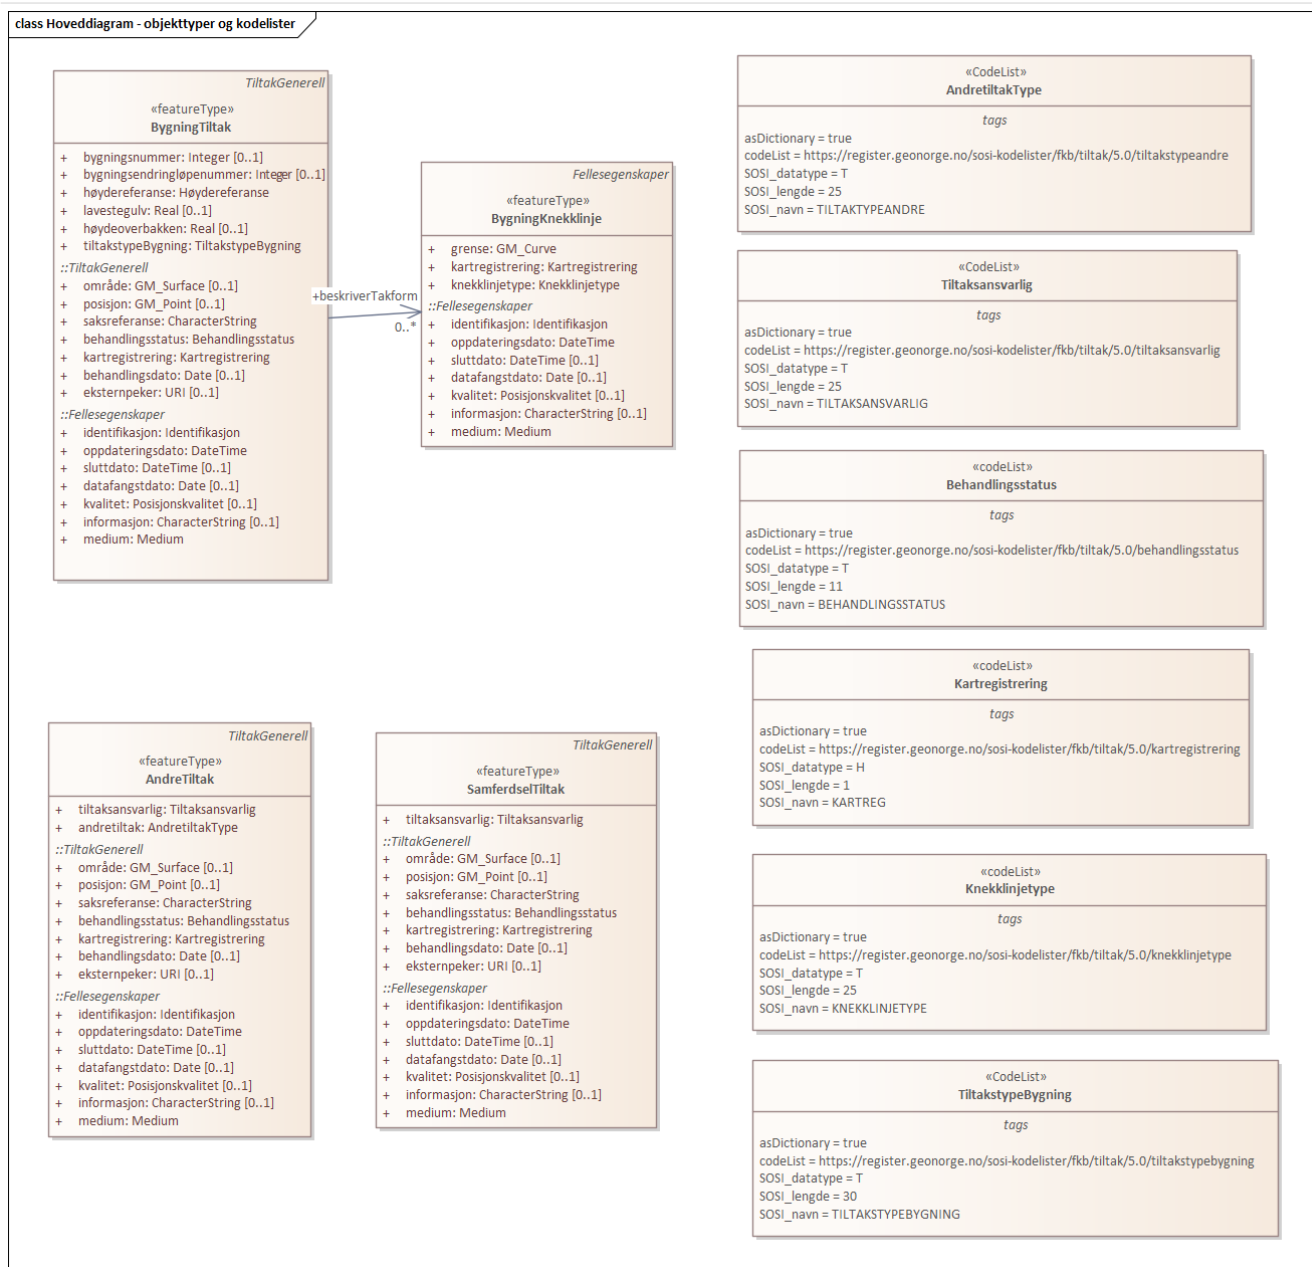 class Hoveddiagram - objekttyper og kodelister
TiltakGenerell
«featureType»
BygningTiltak
+ bygningsnummer: Integer [0..1]
+ bygningsendringløpenummer: Integer [0..1]
+ høydereferanse: Høydereferanse
+ lavestegulv: Real [0..1]
+ høydeoverbakken: Real [0..1]
+ tiltakstypeBygning: TiltakstypeBygning
::TiltakGenerell
+ område: GM_Surface [0..1]
+ posisjon: GM_Point [0..1]
+ saksreferanse: CharacterString
+ behandlingsstatus: Behandlingsstatus
+ kartregistrering: Kartregistrering
+ behandlingsdato: Date [0..1]
+ eksternpeker: URI [0..1]
::Fellesegenskaper
+ identifikasjon: Identifikasjon
+ oppdateringsdato: DateTime
+ sluttdato: DateTime [0..1]
+ datafangstdato: Date [0..1]
+ kvalitet: Posisjonskvalitet [0..1]
+ informasjon: CharacterString [0..1]
+ medium: Medium
+beskriverTakform
0..*
Fellesegenskaper
«featureType»
BygningKnekklinje
+ grense: GM_Curve
+ kartregistrering: Kartregistrering
+ knekklinjetype: Knekklinjetype
::Fellesegenskaper
+ identifikasjon: Identifikasjon
+ oppdateringsdato: DateTime
+ sluttdato: DateTime [0..1]
+ datafangstdato: Date [0..1]
+ kvalitet: Posisjonskvalitet [0..1]
+ informasjon: CharacterString [0..1]
+ medium: Medium
TiltakGenerell
«featureType»
AndreTiltak
+ tiltaksansvarlig: Tiltaksansvarlig
+ andretiltak: AndretiltakType
::TiltakGenerell
+ område: GM_Surface [0..1]
+ posisjon: GM_Point [0..1]
+ saksreferanse: CharacterString
+ behandlingsstatus: Behandlingsstatus
+ kartregistrering: Kartregistrering
+ behandlingsdato: Date [0..1]
+ eksternpeker: URI [0..1]
::Fellesegenskaper
+ identifikasjon: Identifikasjon
+ oppdateringsdato: DateTime
+ sluttdato: DateTime [0..1]
+ datafangstdato: Date [0..1]
+ kvalitet: Posisjonskvalitet [0..1]
+ informasjon: CharacterString [0..1]
+ medium: Medium
TiltakGenerell
«featureType»
SamferdselTiltak
+ tiltaksansvarlig: Tiltaksansvarlig
::TiltakGenerell
+ område: GM_Surface [0..1]
+ posisjon: GM_Point [0..1]
+ saksreferanse: CharacterString
+ behandlingsstatus: Behandlingsstatus
+ kartregistrering: Kartregistrering
+ behandlingsdato: Date [0..1]
+ eksternpeker: URI [0..1]
::Fellesegenskaper
+ identifikasjon: Identifikasjon
+ oppdateringsdato: DateTime
+ sluttdato: DateTime [0..1]
+ datafangstdato: Date [0..1]
+ kvalitet: Posisjonskvalitet [0..1]
+ informasjon: CharacterString [0..1]
+ medium: Medium
«CodeList»
AndretiltakType
tags
asDictionary = true
codeList = https://register.geonorge.no/sosi-kodelister/fkb/tiltak/5.0/tiltakstypeandre
SOSI_datatype = T
SOSI_lengde = 25
SOSI_navn = TILTAKTYPEANDRE
«CodeList»
Tiltaksansvarlig
tags
asDictionary = true
codeList = https://register.geonorge.no/sosi-kodelister/fkb/tiltak/5.0/tiltaksansvarlig
SOSI_datatype = T
SOSI_lengde = 25
SOSI_navn = TILTAKSANSVARLIG
«codeList»
Behandlingsstatus
tags
asDictionary = true
codeList = https://register.geonorge.no/sosi-kodelister/fkb/tiltak/5.0/behandlingsstatus
SOSI_datatype = T
SOSI_lengde = 11
SOSI_navn = BEHANDLINGSSTATUS
«codeList»
Kartregistrering
tags
asDictionary = true
codeList = https://register.geonorge.no/sosi-kodelister/fkb/tiltak/5.0/kartregistrering
SOSI_datatype = H
SOSI_lengde = 1
SOSI_navn = KARTREG
«codeList»
Knekklinjetype
tags
asDictionary = true
codeList = https://register.geonorge.no/sosi-kodelister/fkb/tiltak/5.0/knekklinjetype
SOSI_datatype = T
SOSI_lengde = 25
SOSI_navn = KNEKKLINJETYPE
«CodeList»
TiltakstypeBygning
tags
asDictionary = true
codeList = https://register.geonorge.no/sosi-kodelister/fkb/tiltak/5.0/tiltakstypebygning
SOSI_datatype = T
SOSI_lengde = 30
SOSI_navn = TILTAKSTYPEBYGNING